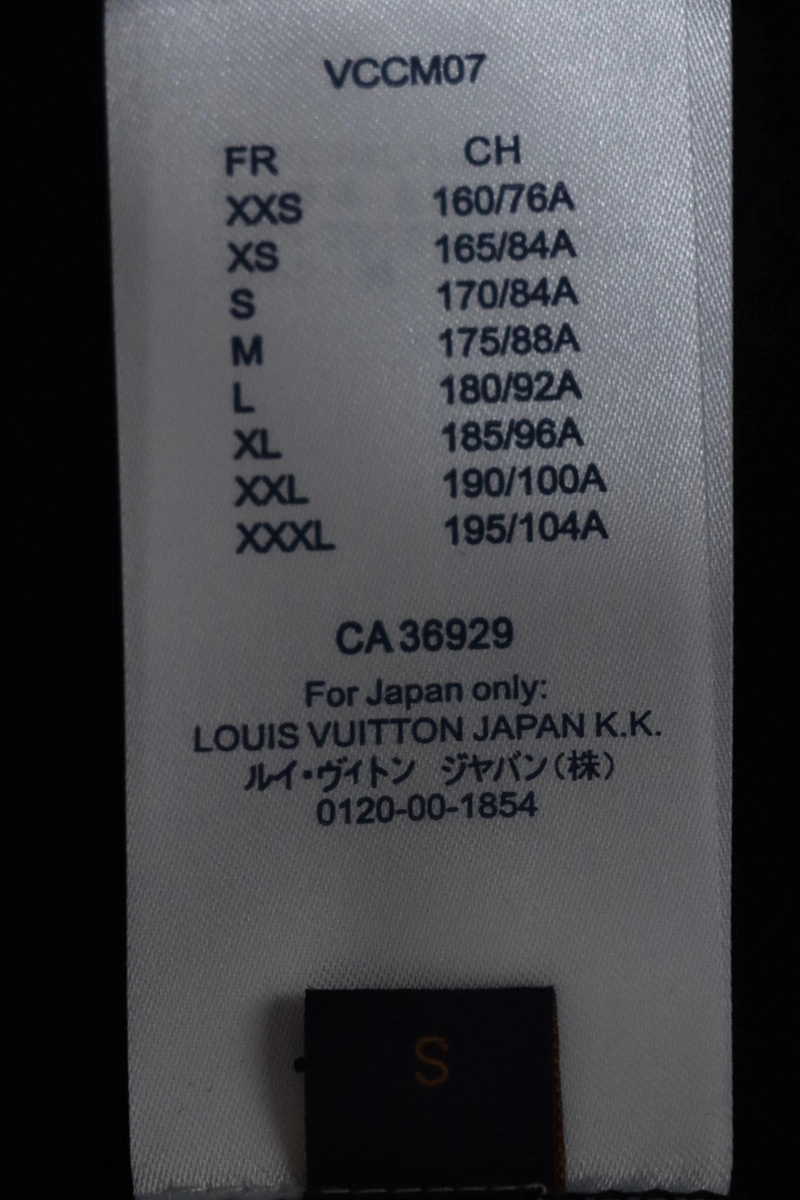 VCCM07
FR CH
XXS 160/76A
XS 165/84A
S 170/84A
M 175/88A
L 180/92A
XL 185/96A
XXL 190/100A
XXXL 195/104A
CA 36929
For Japan only:
LOUIS VUITTON JAPAN K.K.
ルイ・ヴィトン ジャパン(株)
0120-00-1854
S